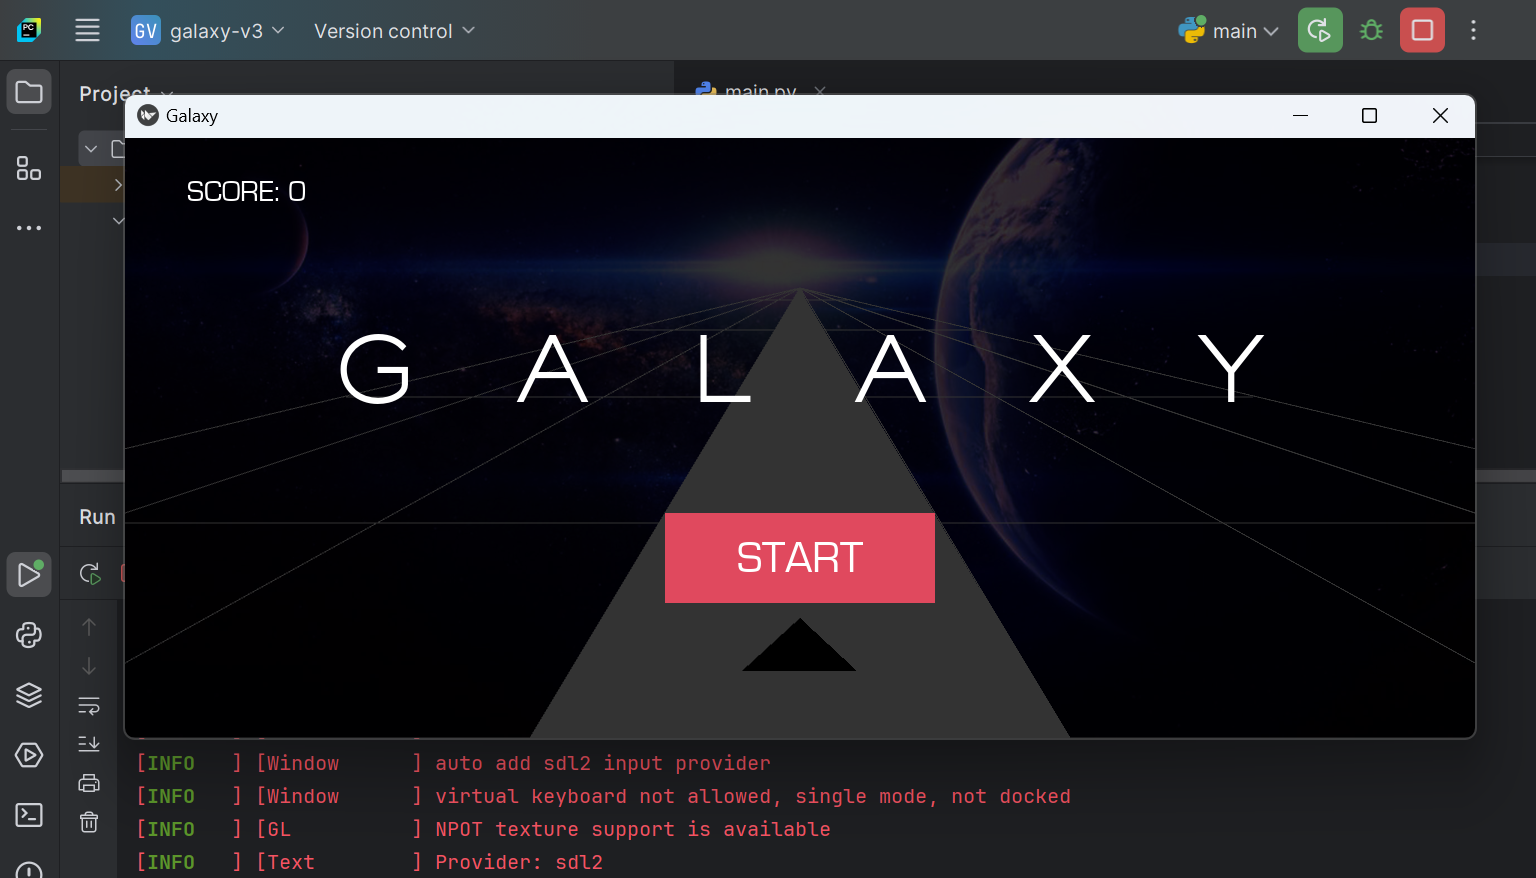 PC
GV galaxy-v3 Version control main
Project
main.py
Galaxy
SCORE: 0
G A L A X Y
START
Run
[INFO ] [Window ] auto add sdl2 input provider
[INFO ] [Window ] virtual keyboard not allowed, single mode, not docked
[INFO ] [GL ] NPOT texture support is available
[INFO ] [Text ] Provider: sdl2